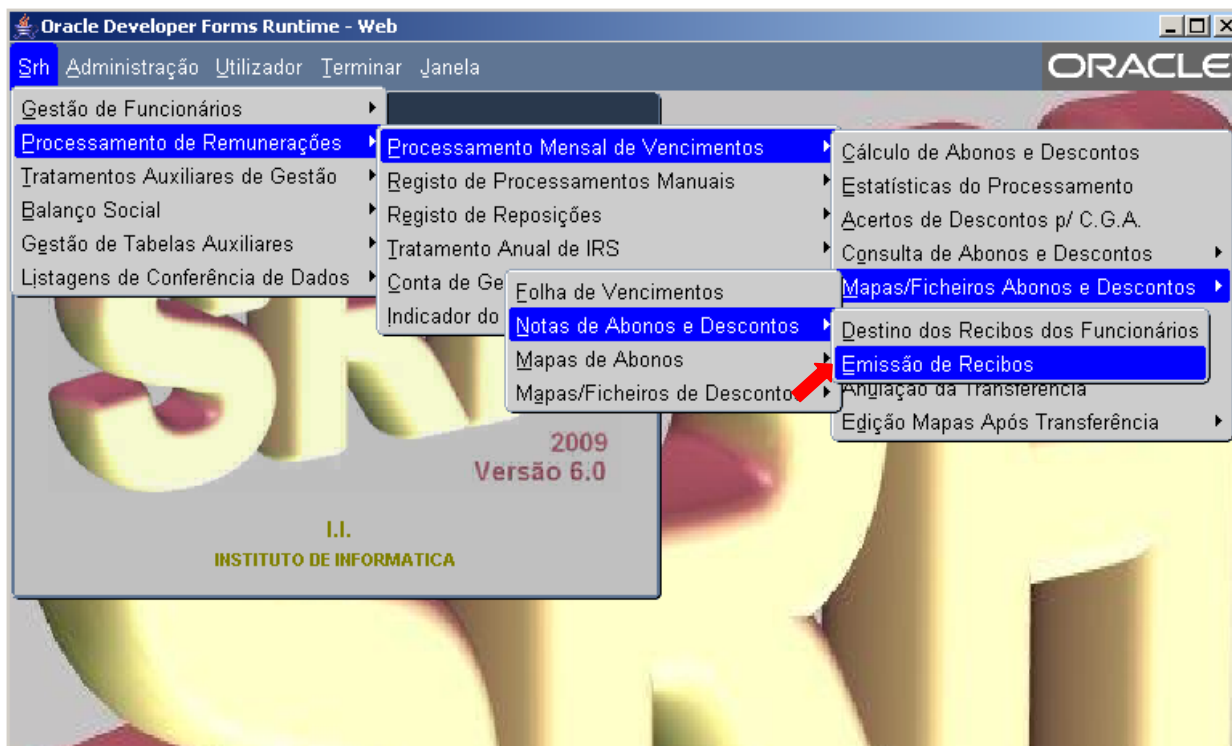 Oracle Developer Forms Runtime - Web
Srh Administração Utilizador Terminar Janela
ORACLE
Gestão de Funcionários
Processamento de Remunerações
Tratamentos Auxiliares de Gestão
Balanço Social
Gestão de Tabelas Auxiliares
Listagens de Conferência de Dados
Processamento Mensal de Vencimentos
Registo de Processamentos Manuais
Registo de Reposições
Tratamento Anual de IRS
Conta de Ge
Indicador do
Cálculo de Abonos e Descontos
Estatísticas do Processamento
Acertos de Descontos p/ C.G.A.
Consulta de Abonos e Descontos
Mapas/Ficheiros Abonos e Descontos
Anulação da Transferência
Edição Mapas Após Transferência
Folha de Vencimentos
Notas de Abonos e Descontos
Mapas de Abonos
Mapas/Ficheiros de Desconto
Destino dos Recibos dos Funcionários
Emissão de Recibos
SRH
2009
Versão 6.0
I.I.
INSTITUTO DE INFORMATICA